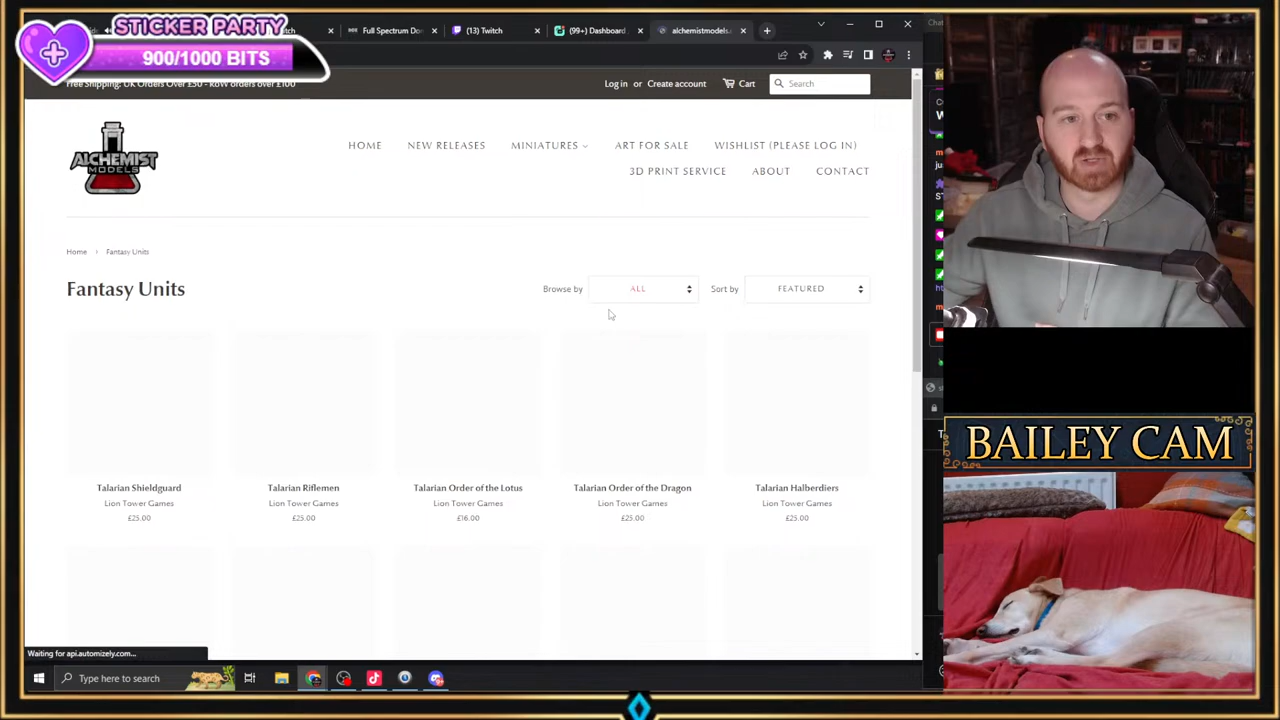 STICKER PARTY
900/1000 BITS
Full Spectrum Do
(13) Twitch
(99+) Dashboard
alchemistmodels.
Free Shipping: UK Orders Over £50 - RoW orders over £100
Log in or Create account
Cart
Search
ALCHEMIST
MODELS
HOME
NEW RELEASES
MINIATURES
ART FOR SALE
WISHLIST (PLEASE LOG IN)
3D PRINT SERVICE
ABOUT
CONTACT
Home › Fantasy Units
Fantasy Units
Browse by
ALL
Sort by
FEATURED
Talarian Shieldguard
Lion Tower Games
£25.00
Talarian Riflemen
Lion Tower Games
£25.00
Talarian Order of the Lotus
Lion Tower Games
£16.00
Talarian Order of the Dragon
Lion Tower Games
£25.00
Talarian Halberdiers
Lion Tower Games
£25.00
Waiting for api.automizely.com...
Type here to search
BAILEY CAM